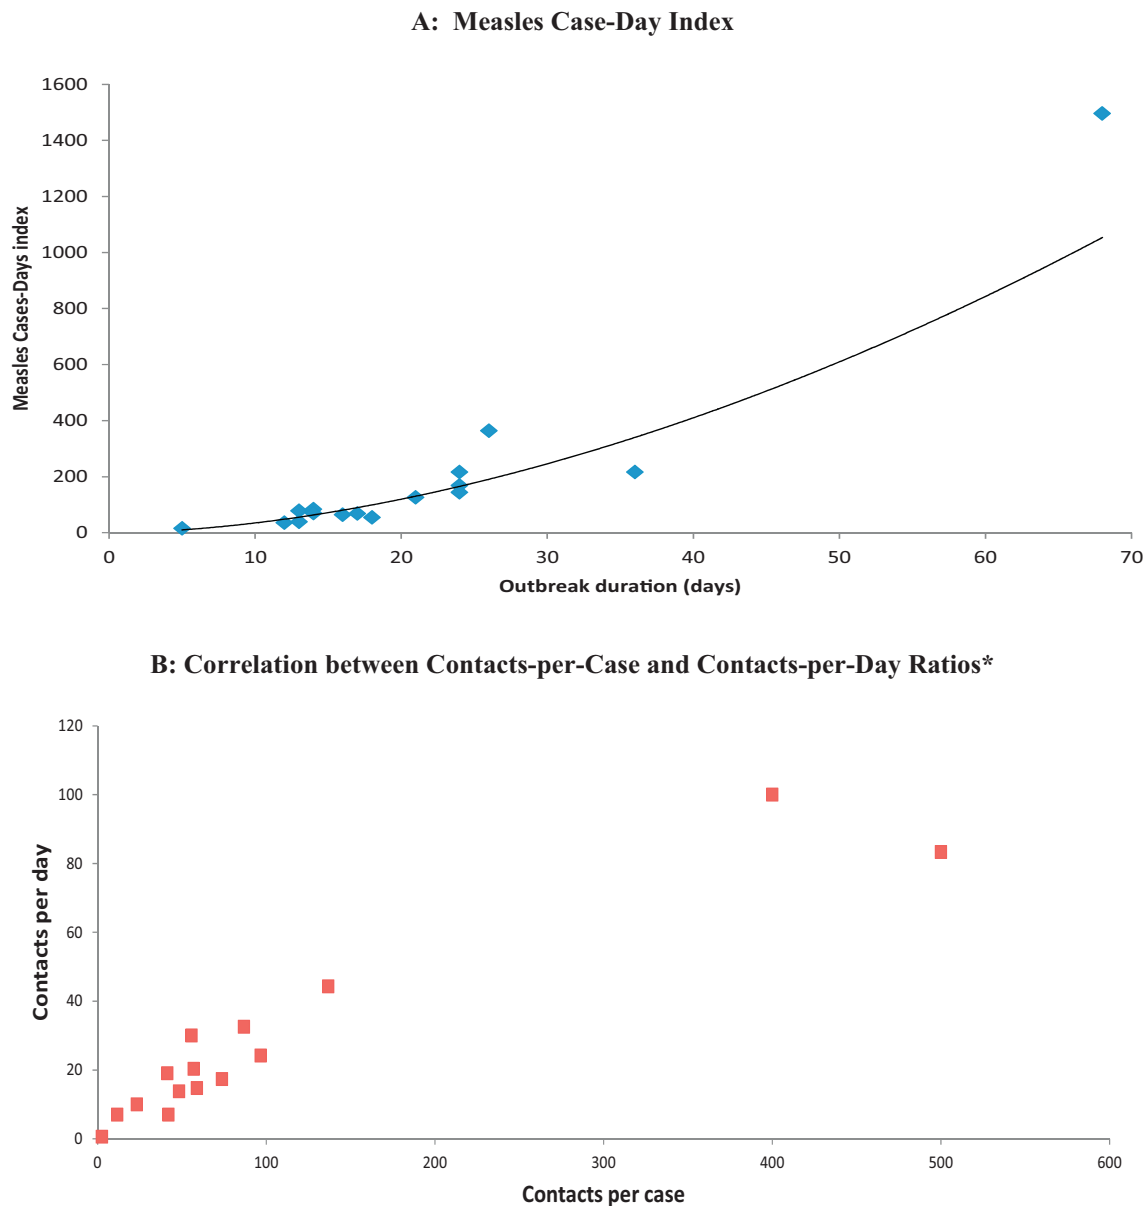 A: Measles Case-Day Index
1600
1400
1200
1000
800
600
400
200
0
0 10 20 30 40 50 60 70
Measles Cases-Days index
Outbreak duration (days)
B: Correlation between Contacts-per-Case and Contacts-per-Day Ratios*
120
100
80
60
40
20
0
0 100 200 300 400 500 600
Contacts per day
Contacts per case